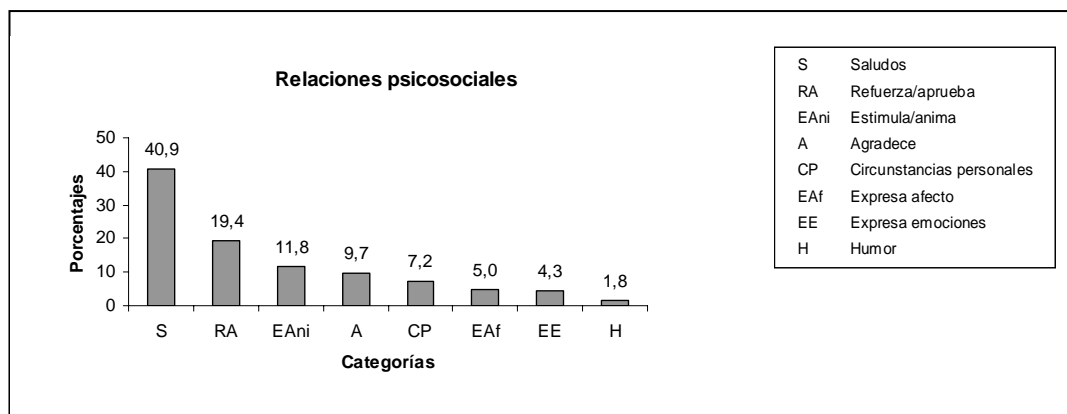 Relaciones psicosociales
Porcentajes
50
40
30
20
10
0
40,9
19,4
11,8
9,7
7,2
5,0
4,3
1,8
S RA EAni A CP EAf EE H
Categorías
S Saludos
RA Refuerza/aprueba
EAni Estimula/anima
A Agradece
CP Circunstancias personales
EAf Expresa afecto
EE Expresa emociones
H Humor